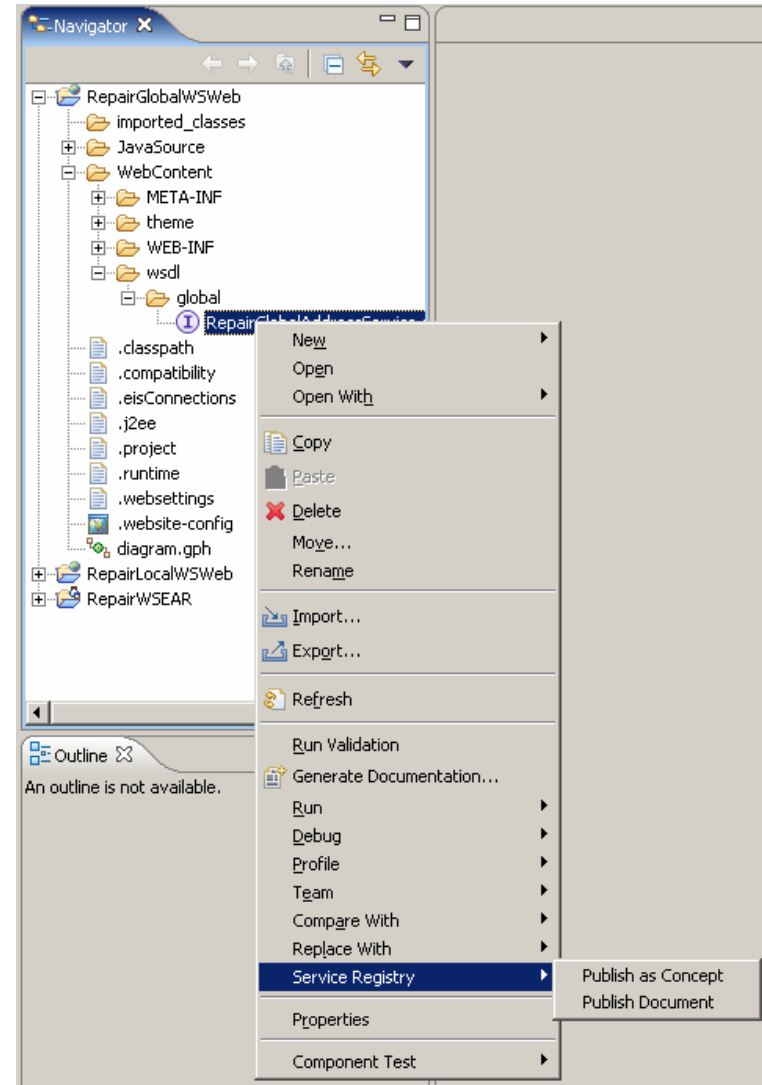 Navigator
RepairGlobalWSWeb
imported_classes
JavaSource
WebContent
META-INF
theme
WEB-INF
wsdl
global
RepairGlobalAddressService
.classpath
.compatibility
.eisConnections
.j2ee
.project
.runtime
.websettings
.website-config
diagram.gph
RepairLocalWSWeb
RepairWSEAR
Outline
An outline is not available.
New
Open
Open With
Copy
Paste
Delete
Move...
Rename
Import...
Export...
Refresh
Run Validation
Generate Documentation...
Run
Debug
Profile
Team
Compare With
Replace With
Service Registry
Properties
Component Test
Publish as Concept
Publish Document